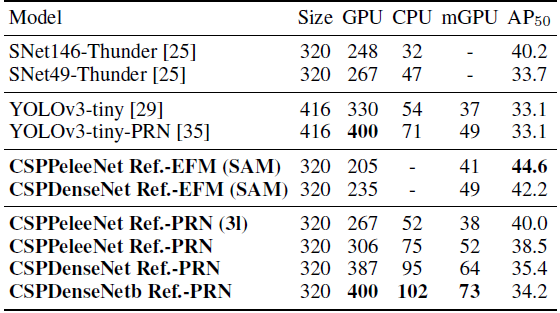 Model Size GPU CPU mGPU AP50
SNet146-Thunder [25] 320 248 32 - 40.2
SNet49-Thunder [25] 320 267 47 - 33.7
YOLOv3-tiny [29] 416 330 54 37 33.1
YOLOv3-tiny-PRN [35] 416 400 71 49 33.1
CSPPeleeNet Ref.-EFM (SAM) 320 205 - 41 44.6
CSPDenseNet Ref.-EFM (SAM) 320 235 - 49 42.2
CSPPeleeNet Ref.-PRN (3l) 320 267 52 38 40.0
CSPPeleeNet Ref.-PRN 320 306 75 52 38.5
CSPDenseNet Ref.-PRN 320 387 95 64 35.4
CSPDenseNetb Ref.-PRN 320 400 102 73 34.2